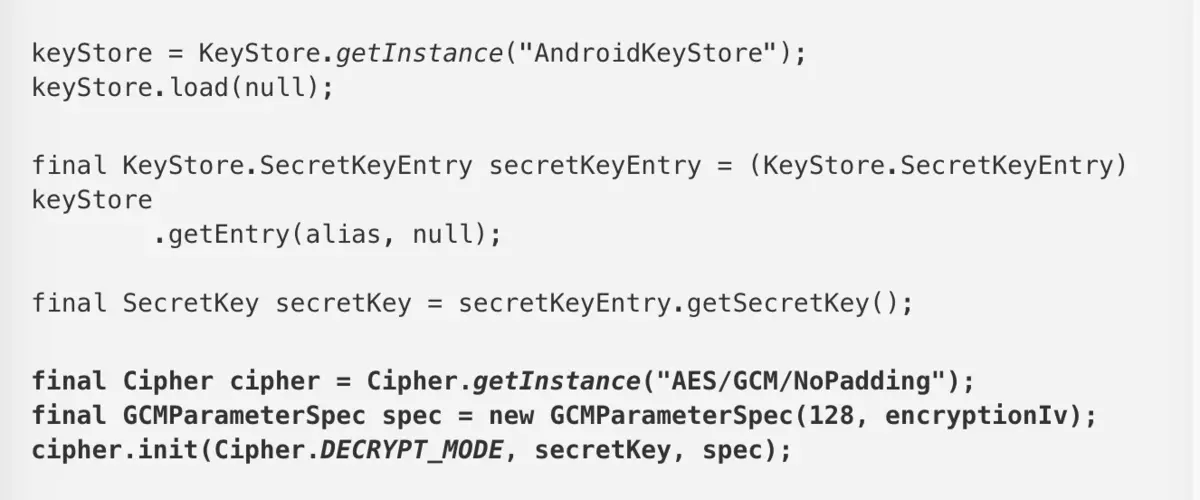 keyStore = KeyStore.getInstance("AndroidKeyStore");
keyStore.load(null);
final KeyStore.SecretKeyEntry secretKeyEntry = (KeyStore.SecretKeyEntry)
keyStore
        .getEntry(alias, null);
final SecretKey secretKey = secretKeyEntry.getSecretKey();
final Cipher cipher = Cipher.getInstance("AES/GCM/NoPadding");
final GCMParameterSpec spec = new GCMParameterSpec(128, encryptionIv);
cipher.init(Cipher.DECRYPT_MODE, secretKey, spec);